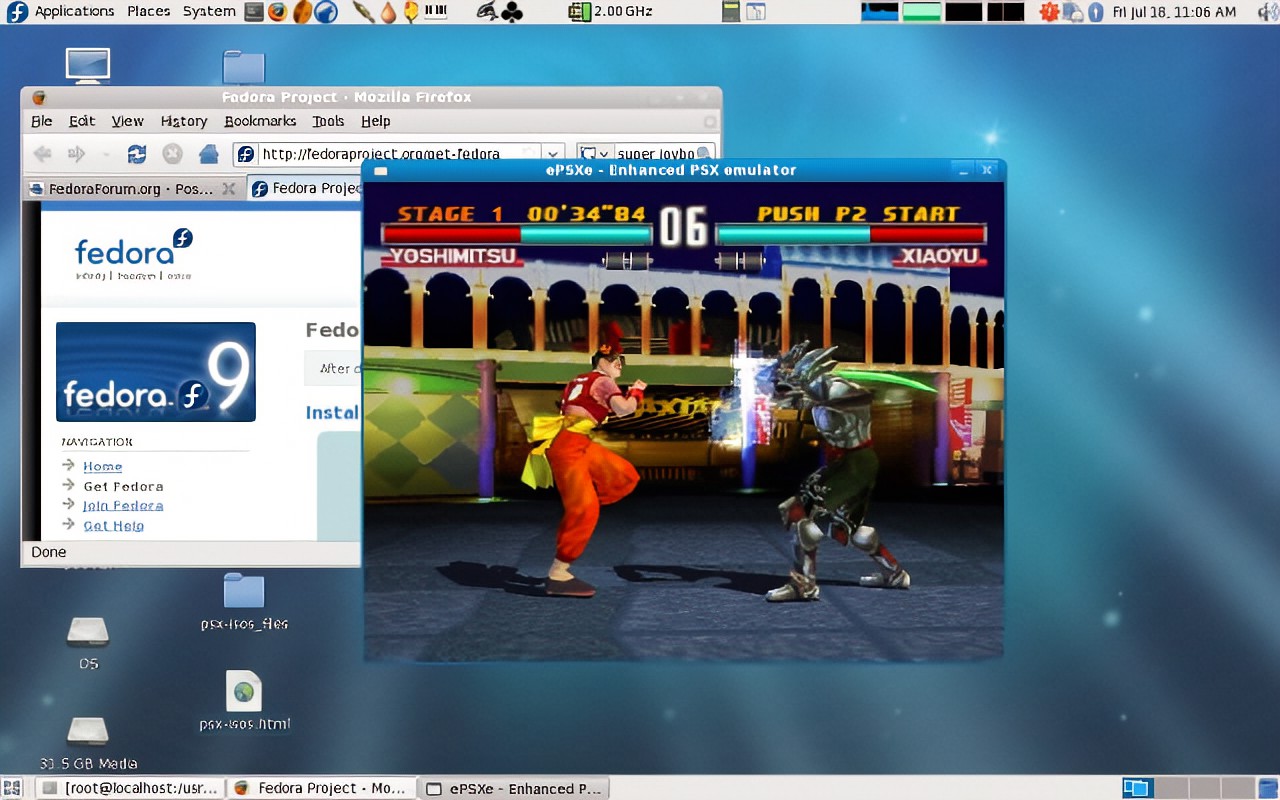 Applications Places System 2.00 GHz Fri Jul 18, 11:06 AM
Fedora Project - Mozilla Firefox
File Edit View History Bookmarks Tools Help
http://fedoraproject.org/get-fedora super joybo
FedoraForum.org - Pos... Fedora Projec
fedora
fedora 9
NAVIGATION
Home
Get Fedora
Join Fedora
Get Help
Fedo
Instal
Done
ePSXe - Enhanced PSX emulator
STAGE 1 00'34"84 06 PUSH P2 START
YOSHIMITSU XIAOYU
psx-isos_files
OS
psx-isos.html
31.5 GB Media
[root@localhost:/usr... Fedora Project - Mo... ePSXe - Enhanced P...